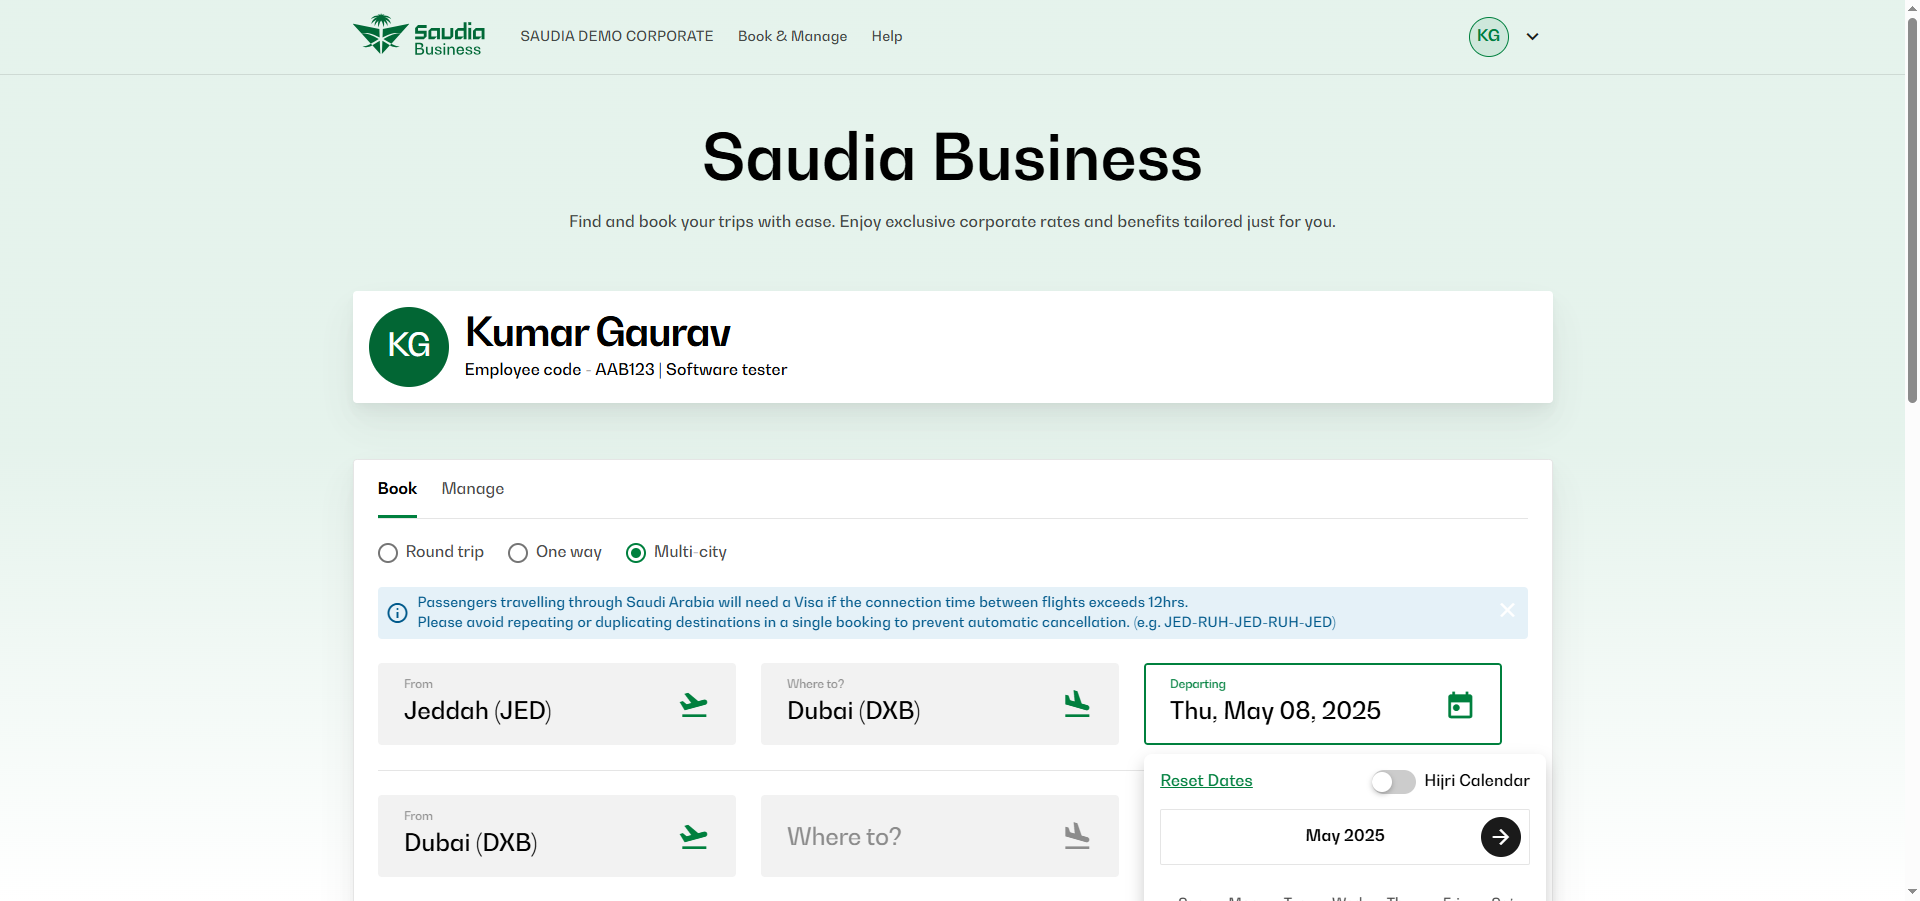 Saudia
Business
SAUDIA DEMO CORPORATE
Book & Manage
Help
KG
Saudia Business
Find and book your trips with ease. Enjoy exclusive corporate rates and benefits tailored just for you.
KG
Kumar Gaurav
Employee code - AAB123 | Software tester
Book
Manage
Round trip
One way
Multi-city
Passengers travelling through Saudi Arabia will need a Visa if the connection time between flights exceeds 12hrs.
Please avoid repeating or duplicating destinations in a single booking to prevent automatic cancellation. (e.g. JED-RUH-JED-RUH-JED)
From
Jeddah (JED)
Where to?
Dubai (DXB)
Departing
Thu, May 08, 2025
Reset Dates
Hijri Calendar
May 2025
From
Dubai (DXB)
Where to?